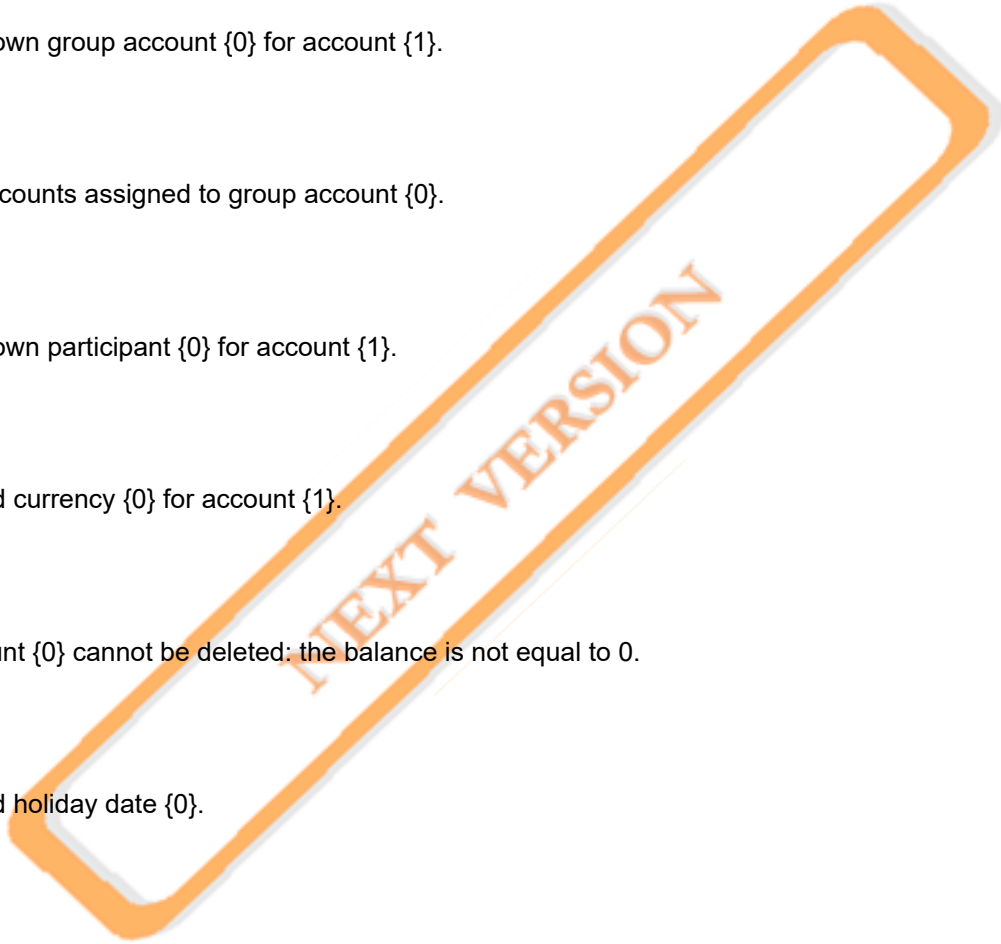 own group account {0} for account {1}.
counts assigned to group account {0}.
own participant {0} for account {1}.
d currency {0} for account {1}.
nt {0} cannot be deleted: the balance is not equal to 0.
d holiday date {0}.
NEXT VERSION